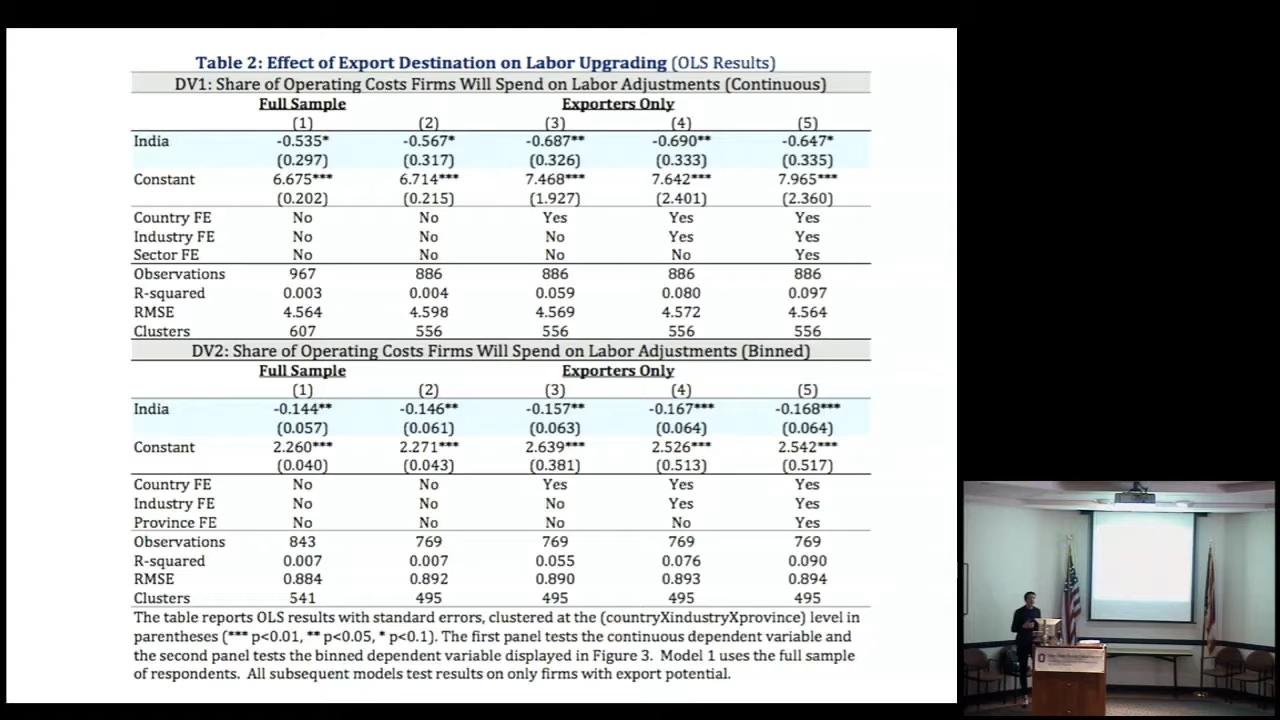 Table 2: Effect of Export Destination on Labor Upgrading (OLS Results)
DV1: Share of Operating Costs Firms Will Spend on Labor Adjustments (Continuous)
Full Sample Exporters Only
(1) (2) (3) (4) (5)
India -0.535* -0.567* -0.687** -0.690** -0.647*
(0.297) (0.317) (0.326) (0.333) (0.335)
Constant 6.675*** 6.714*** 7.468*** 7.642*** 7.965***
(0.202) (0.215) (1.927) (2.401) (2.360)
Country FE No No Yes Yes Yes
Industry FE No No No Yes Yes
Sector FE No No No No Yes
Observations 967 886 886 886 886
R-squared 0.003 0.004 0.059 0.080 0.097
RMSE 4.564 4.598 4.569 4.572 4.564
Clusters 607 556 556 556 556
DV2: Share of Operating Costs Firms Will Spend on Labor Adjustments (Binned)
Full Sample Exporters Only
(1) (2) (3) (4) (5)
India -0.144** -0.146** -0.157** -0.167*** -0.168***
(0.057) (0.061) (0.063) (0.064) (0.064)
Constant 2.260*** 2.271*** 2.639*** 2.526*** 2.542***
(0.040) (0.043) (0.381) (0.513) (0.517)
Country FE No No Yes Yes Yes
Industry FE No No No Yes Yes
Province FE No No No No Yes
Observations 843 769 769 769 769
R-squared 0.007 0.007 0.055 0.076 0.090
RMSE 0.884 0.892 0.890 0.893 0.894
Clusters 541 495 495 495 495
The table reports OLS results with standard errors, clustered at the (countryXindustryXprovince) level in
parentheses (*** p<0.01, ** p<0.05, * p<0.1). The first panel tests the continuous dependent variable and
the second panel tests the binned dependent variable displayed in Figure 3. Model 1 uses the full sample
of respondents. All subsequent models test results on only firms with export potential.